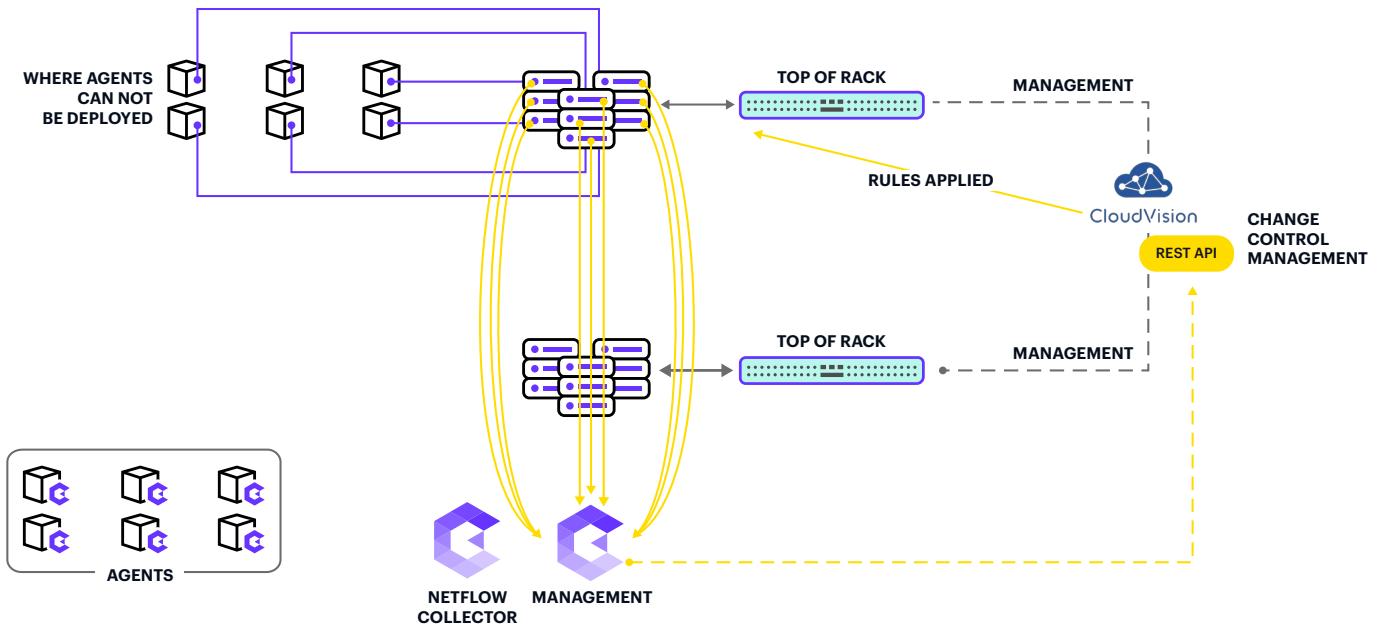 WHERE AGENTS
CAN NOT
BE DEPLOYED
TOP OF RACK
MANAGEMENT
RULES APPLIED
CloudVision
REST API
CHANGE
CONTROL
MANAGEMENT
TOP OF RACK
MANAGEMENT
AGENTS
NETFLOW
COLLECTOR
MANAGEMENT